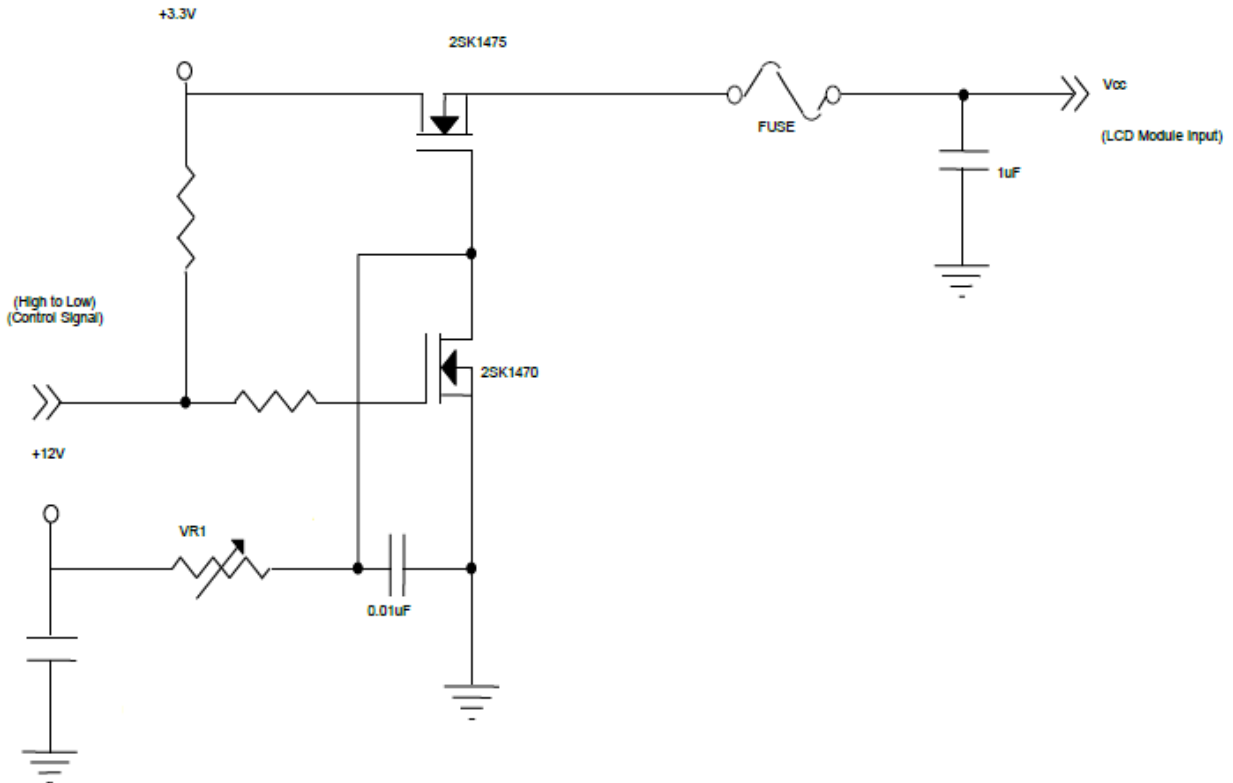 +3.3V
2SK1475
Vcc
FUSE
(LCD Module Input)
1uF
(High to Low)
(Control Signal)
2SK1470
+12V
VR1
0.01uF